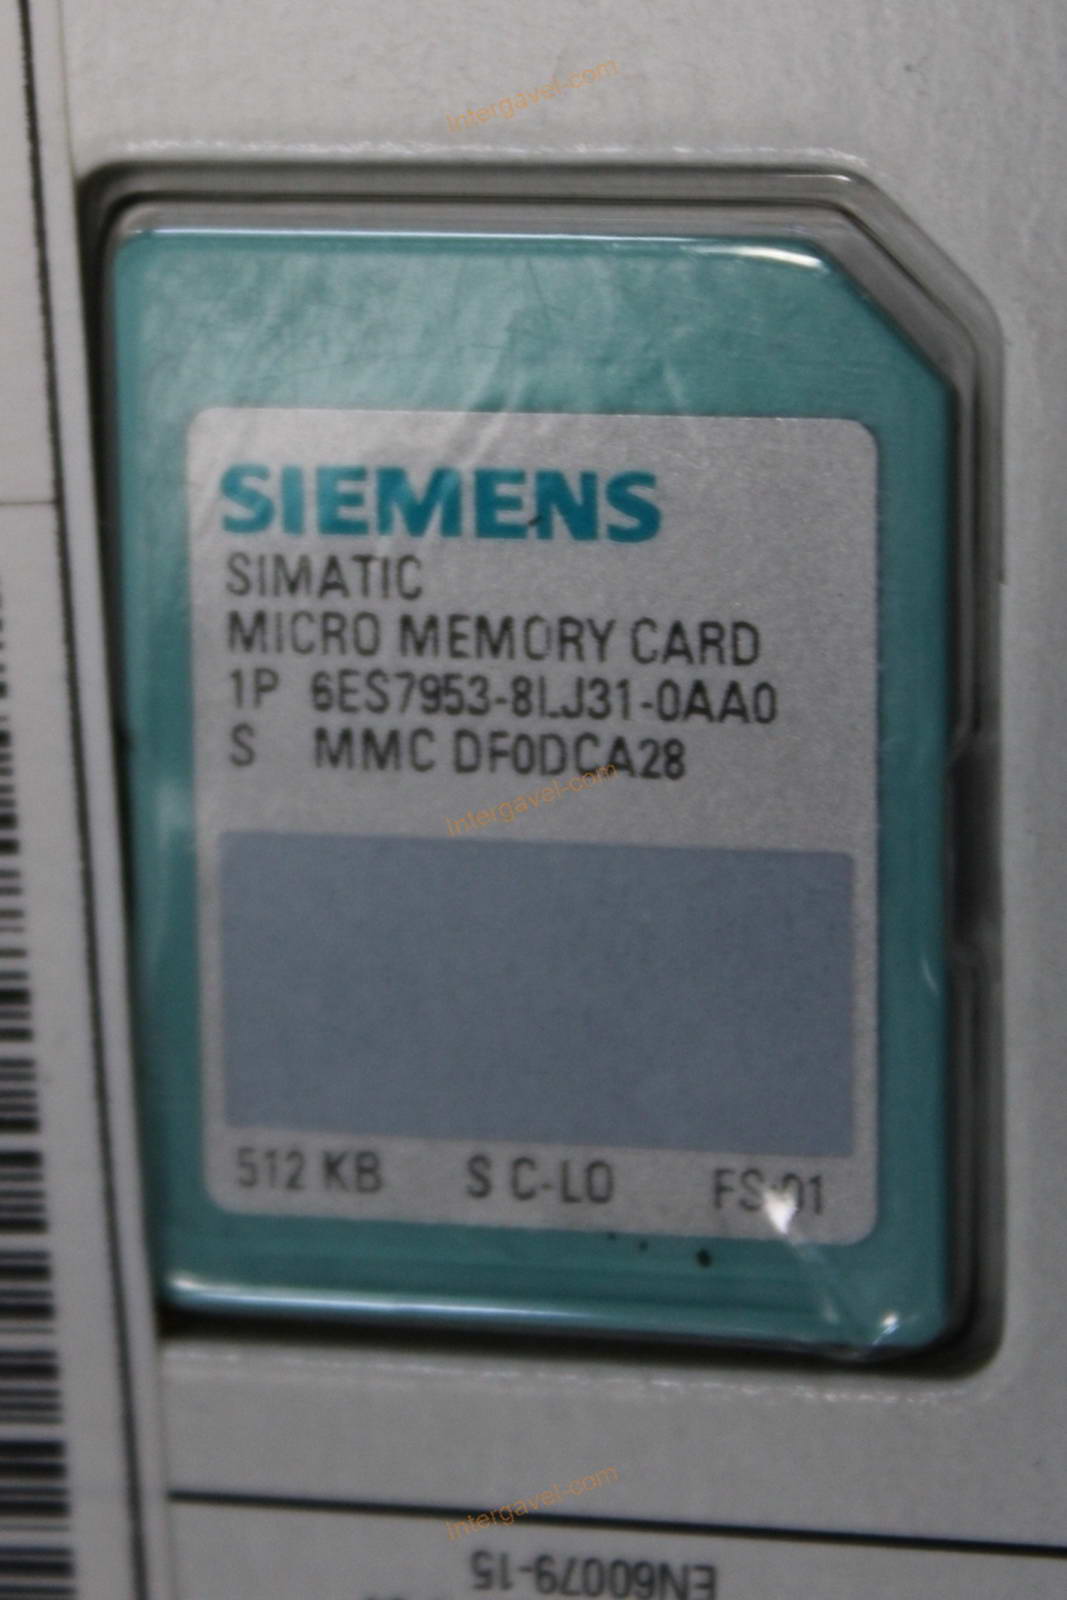 Intergavel-com
SIEMENS
SIMATIC
MICRO MEMORY CARD
1P 6ES7953-8LJ31-0AA0
S MMC DF0DCA28
Intergavel-com
512 KB S C-LO FS:01
Intergavel-com
EN60079-15